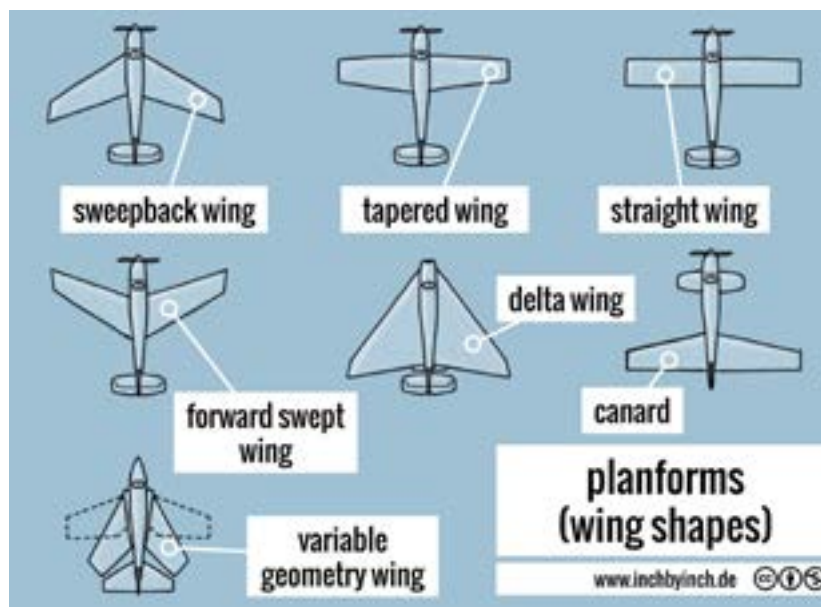 sweepback wing
tapered wing
straight wing
delta wing
forward swept
wing
canard
variable
geometry wing
planforms
(wing shapes)
www.inchbyinch.de